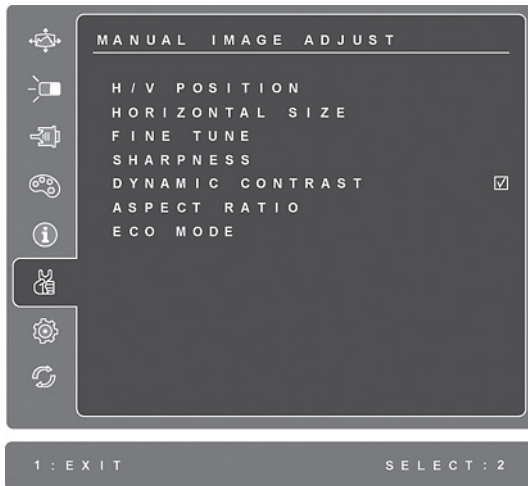 MANUAL IMAGE ADJUST
H/V POSITION
HORIZONTAL SIZE
FINE TUNE
SHARPNESS
DYNAMIC CONTRAST
ASPECT RATIO
ECO MODE
1:EXIT SELECT:2